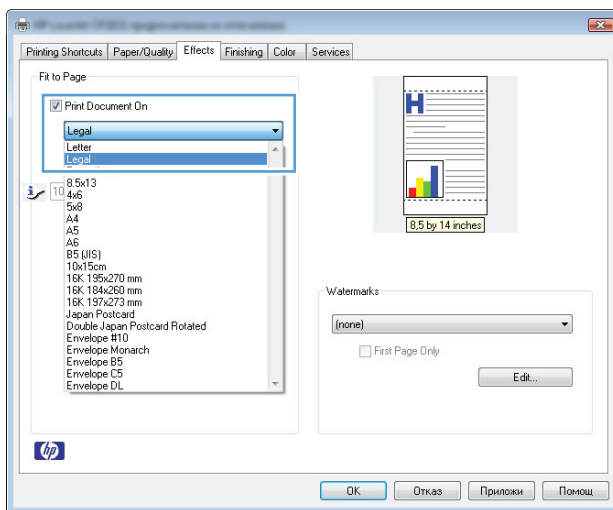 Printing Shortcuts Paper/Quality Effects Finishing Color Services
Fit to Page
Print Document On
Legal
Letter
Legal
8.5x13
4x6
5x8
A4
A5
A6
B5 (JIS)
10x15cm
16K 195x270 mm
16K 184x260 mm
16K 197x273 mm
Japan Postcard
Double Japan Postcard Rotated
Envelope #10
Envelope Monarch
Envelope B5
Envelope C5
Envelope DL
10
H
8,5 by 14 inches
Watermarks
(none)
First Page Only
Edit...
hp
OK Отказ Приложи Помощ